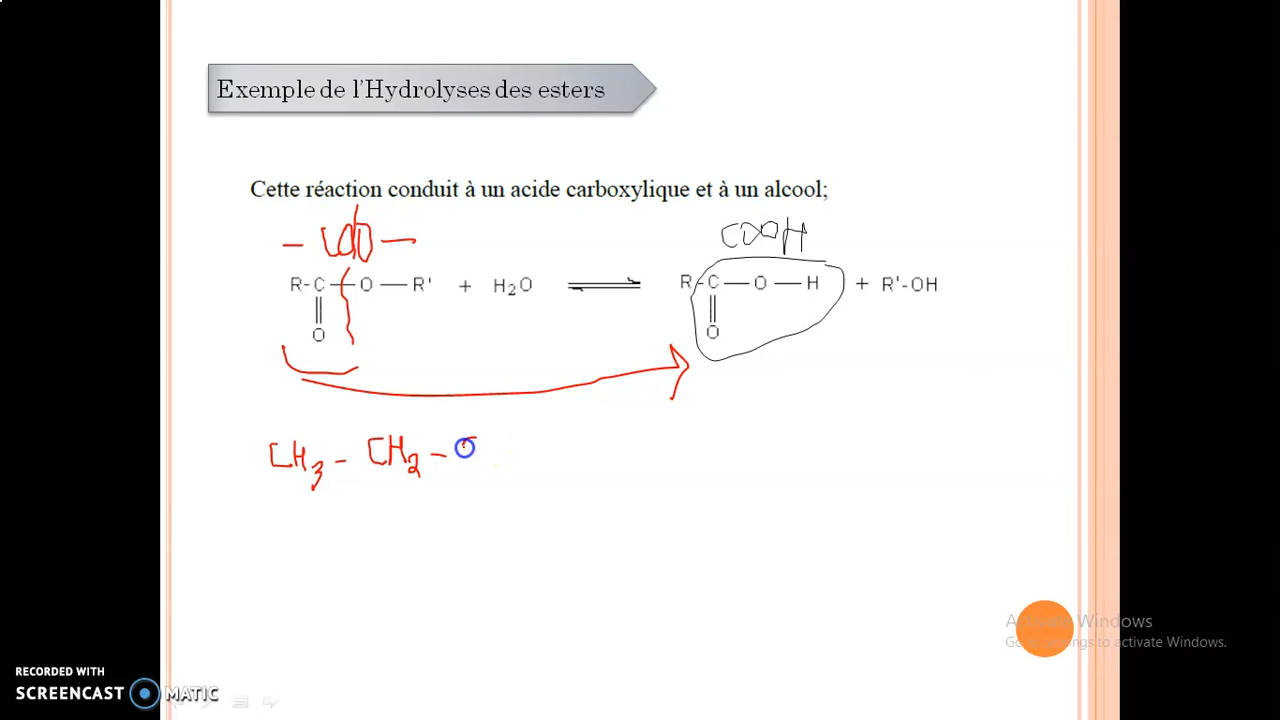 Exemple de l'Hydrolyses des esters
Cette réaction conduit à un acide carboxylique et à un alcool;
COOH
R-C—O—R' + H₂O ⇌ R-C—O—H + R'-OH
O O
CH₃ - CH₂ -
Activate Windows
Go to Settings to activate Windows.
RECORDED WITH
SCREENCAST MATIC